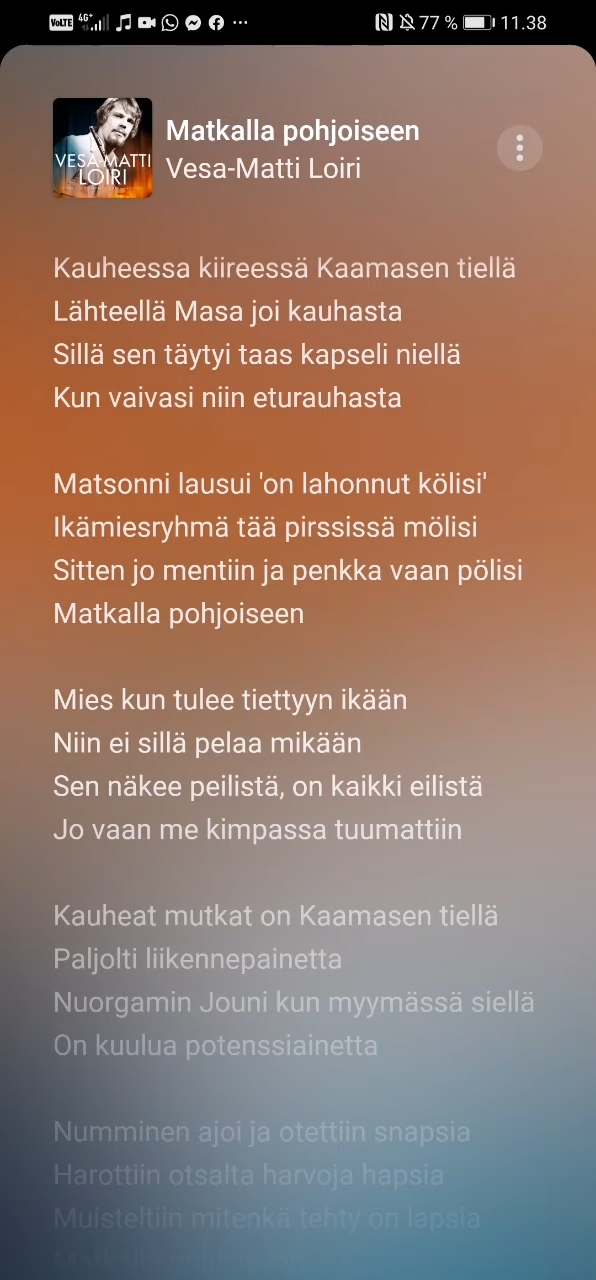 VoLTE 4G+ 77 % 11.38
VESA-MATTI
LOIRI
Matkalla pohjoiseen
Vesa-Matti Loiri
Kauheessa kiireessä Kaamasen tiellä
Lähteellä Masa joi kauhasta
Sillä sen täytyi taas kapseli niellä
Kun vaivasi niin eturauhasta
Matsonni lausui 'on lahonnut kölisi'
Ikämiesryhmä tää pirssissä mölisi
Sitten jo mentiin ja penkka vaan pölisi
Matkalla pohjoiseen
Mies kun tulee tiettyyn ikään
Niin ei sillä pelaa mikään
Sen näkee peilistä, on kaikki eilistä
Jo vaan me kimpassa tuumattiin
Kauheat mutkat on Kaamasen tiellä
Paljolti liikennepainetta
Nuorgamin Jouni kun myymässä siellä
On kuulua potenssiainetta
Numminen ajoi ja otettiin snapsia
Harottiin otsalta harvoja hapsia
Muisteltiin mitenkä tehty on lapsia
Matkalla pohjoiseen